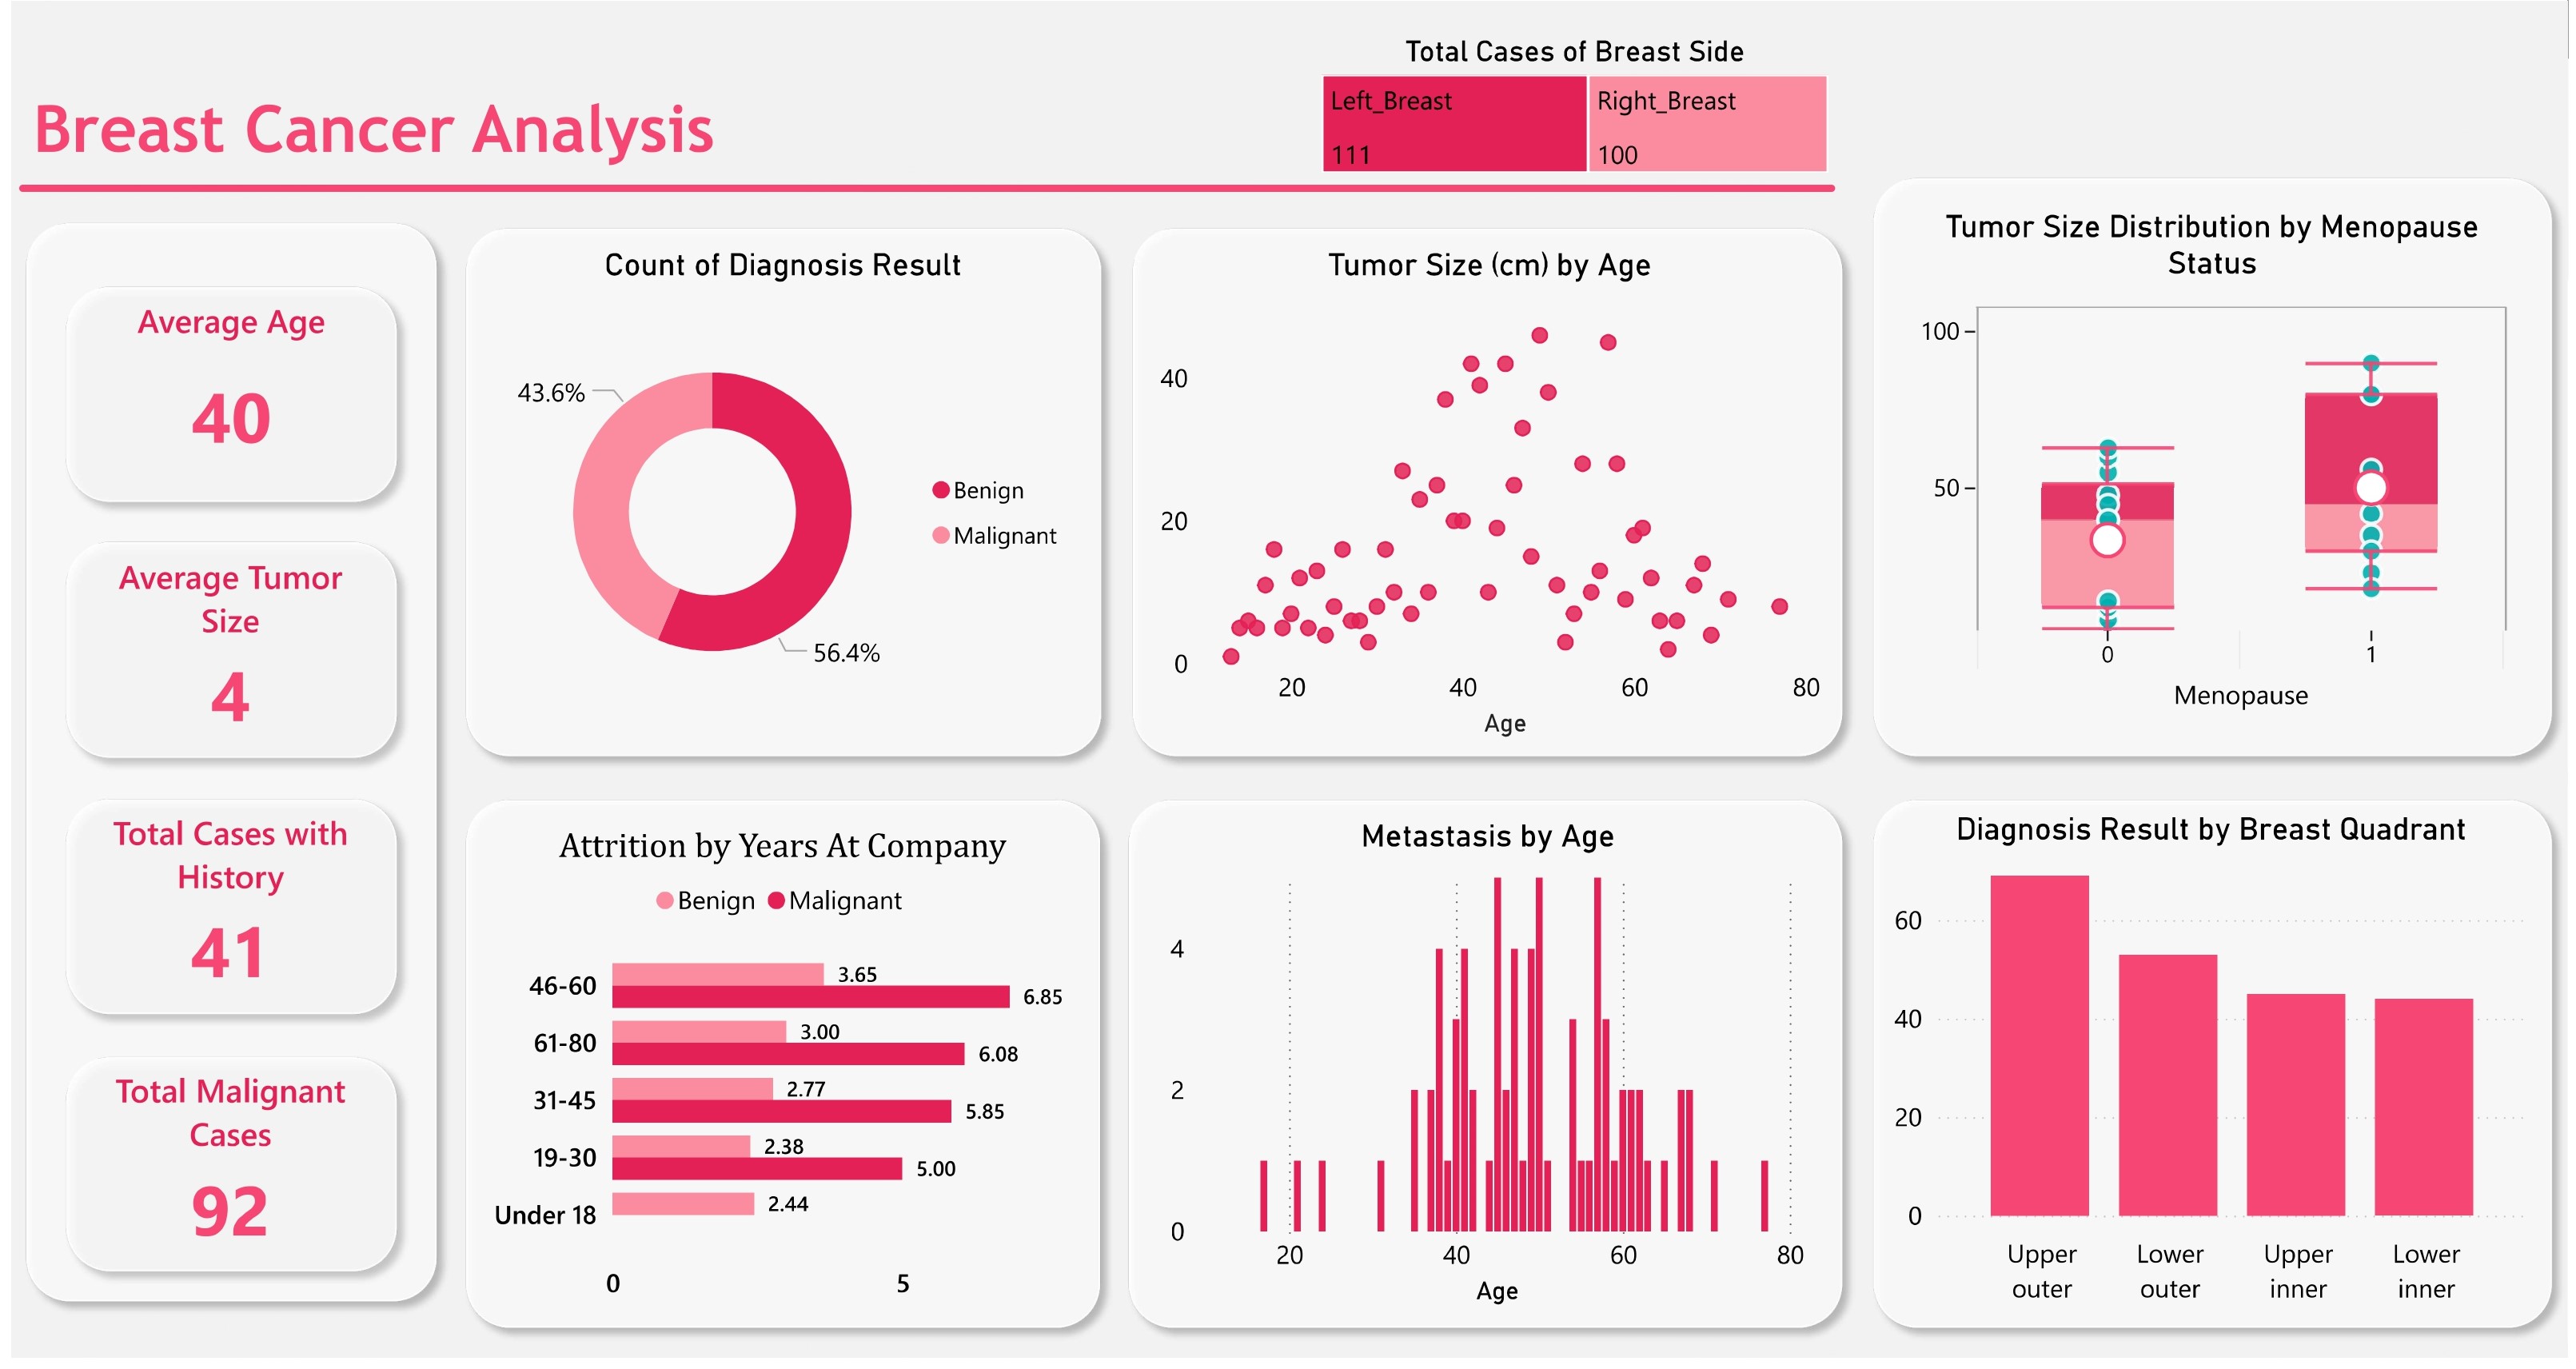 Total Cases of Breast Side
Left_Breast
111
Right_Breast
100
Breast Cancer Analysis
Average Age
40
Average Tumor
Size
4
Total Cases with
History
41
Total Malignant
Cases
92
Count of Diagnosis Result
43.6%
56.4%
Benign
Malignant
Tumor Size (cm) by Age
40
20
0
20 40 60 80
Age
Tumor Size Distribution by Menopause
Status
100
50
0 1
Menopause
Attrition by Years At Company
Benign Malignant
46-60
3.65
6.85
61-80
3.00
6.08
31-45
2.77
5.85
19-30
2.38
5.00
Under 18
2.44
0 5
Metastasis by Age
4
2
0
20 40 60 80
Age
Diagnosis Result by Breast Quadrant
60
40
20
0
Upper
outer
Lower
outer
Upper
inner
Lower
inner